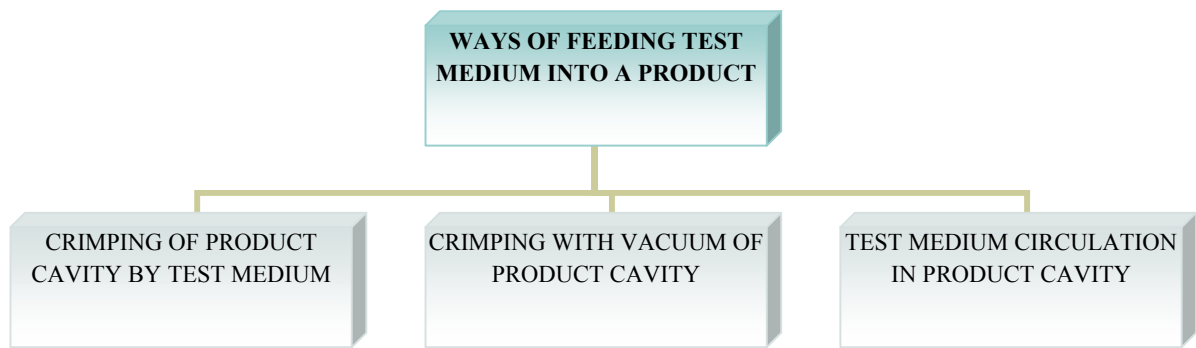 WAYS OF FEEDING TEST
MEDIUM INTO A PRODUCT
CRIMPING OF PRODUCT
CAVITY BY TEST MEDIUM
CRIMPING WITH VACUUM OF
PRODUCT CAVITY
TEST MEDIUM CIRCULATION
IN PRODUCT CAVITY